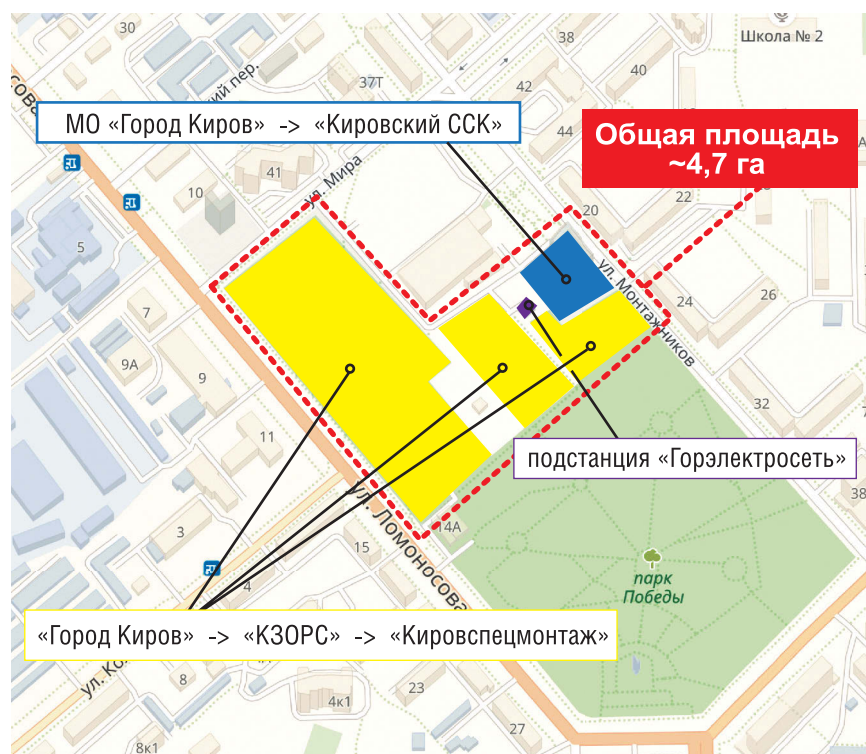 30
38
Школа № 2
37Т
42
40
МО «Город Киров» -> «Кировский ССК»
44
Общая площадь
~4,7 га
41
ул. Мира
10
22
20
5
ул. Монтажников
24
26
7
9А
9
32
11
подстанция «Горэлектросеть»
38
ул. Ломоносова
14А
3
15
4
парк
Победы
«Город Киров» -> «КЗОРС» -> «Кировспецмонтаж»
8
23
4к1
27
8к1